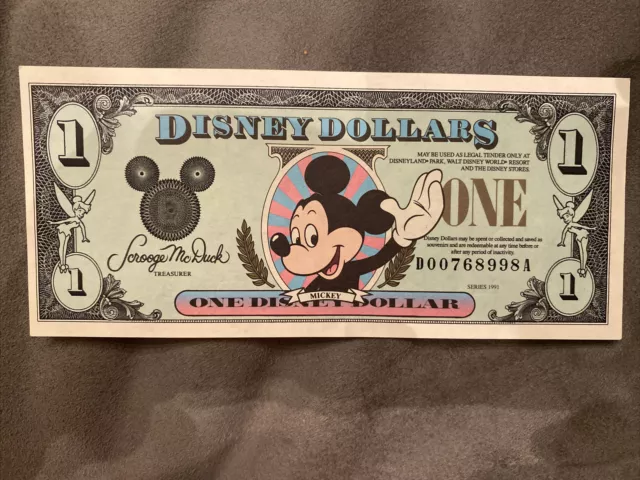 1
DISNEY DOLLARS
1
MAY BE USED AS LEGAL TENDER ONLY AT
DISNEYLAND PARK, WALT DISNEY WORLD RESORT
AND THE DISNEY STORES.
ONE
Disney Dollars may be spent or collected and saved as
souvenirs and are redeemable at any time before or
after any period of inactivity.
D00768998A
Scrooge McDuck
TREASURER
SERIES 1991
1
MICKEY
ONE DISNEY DOLLAR
1